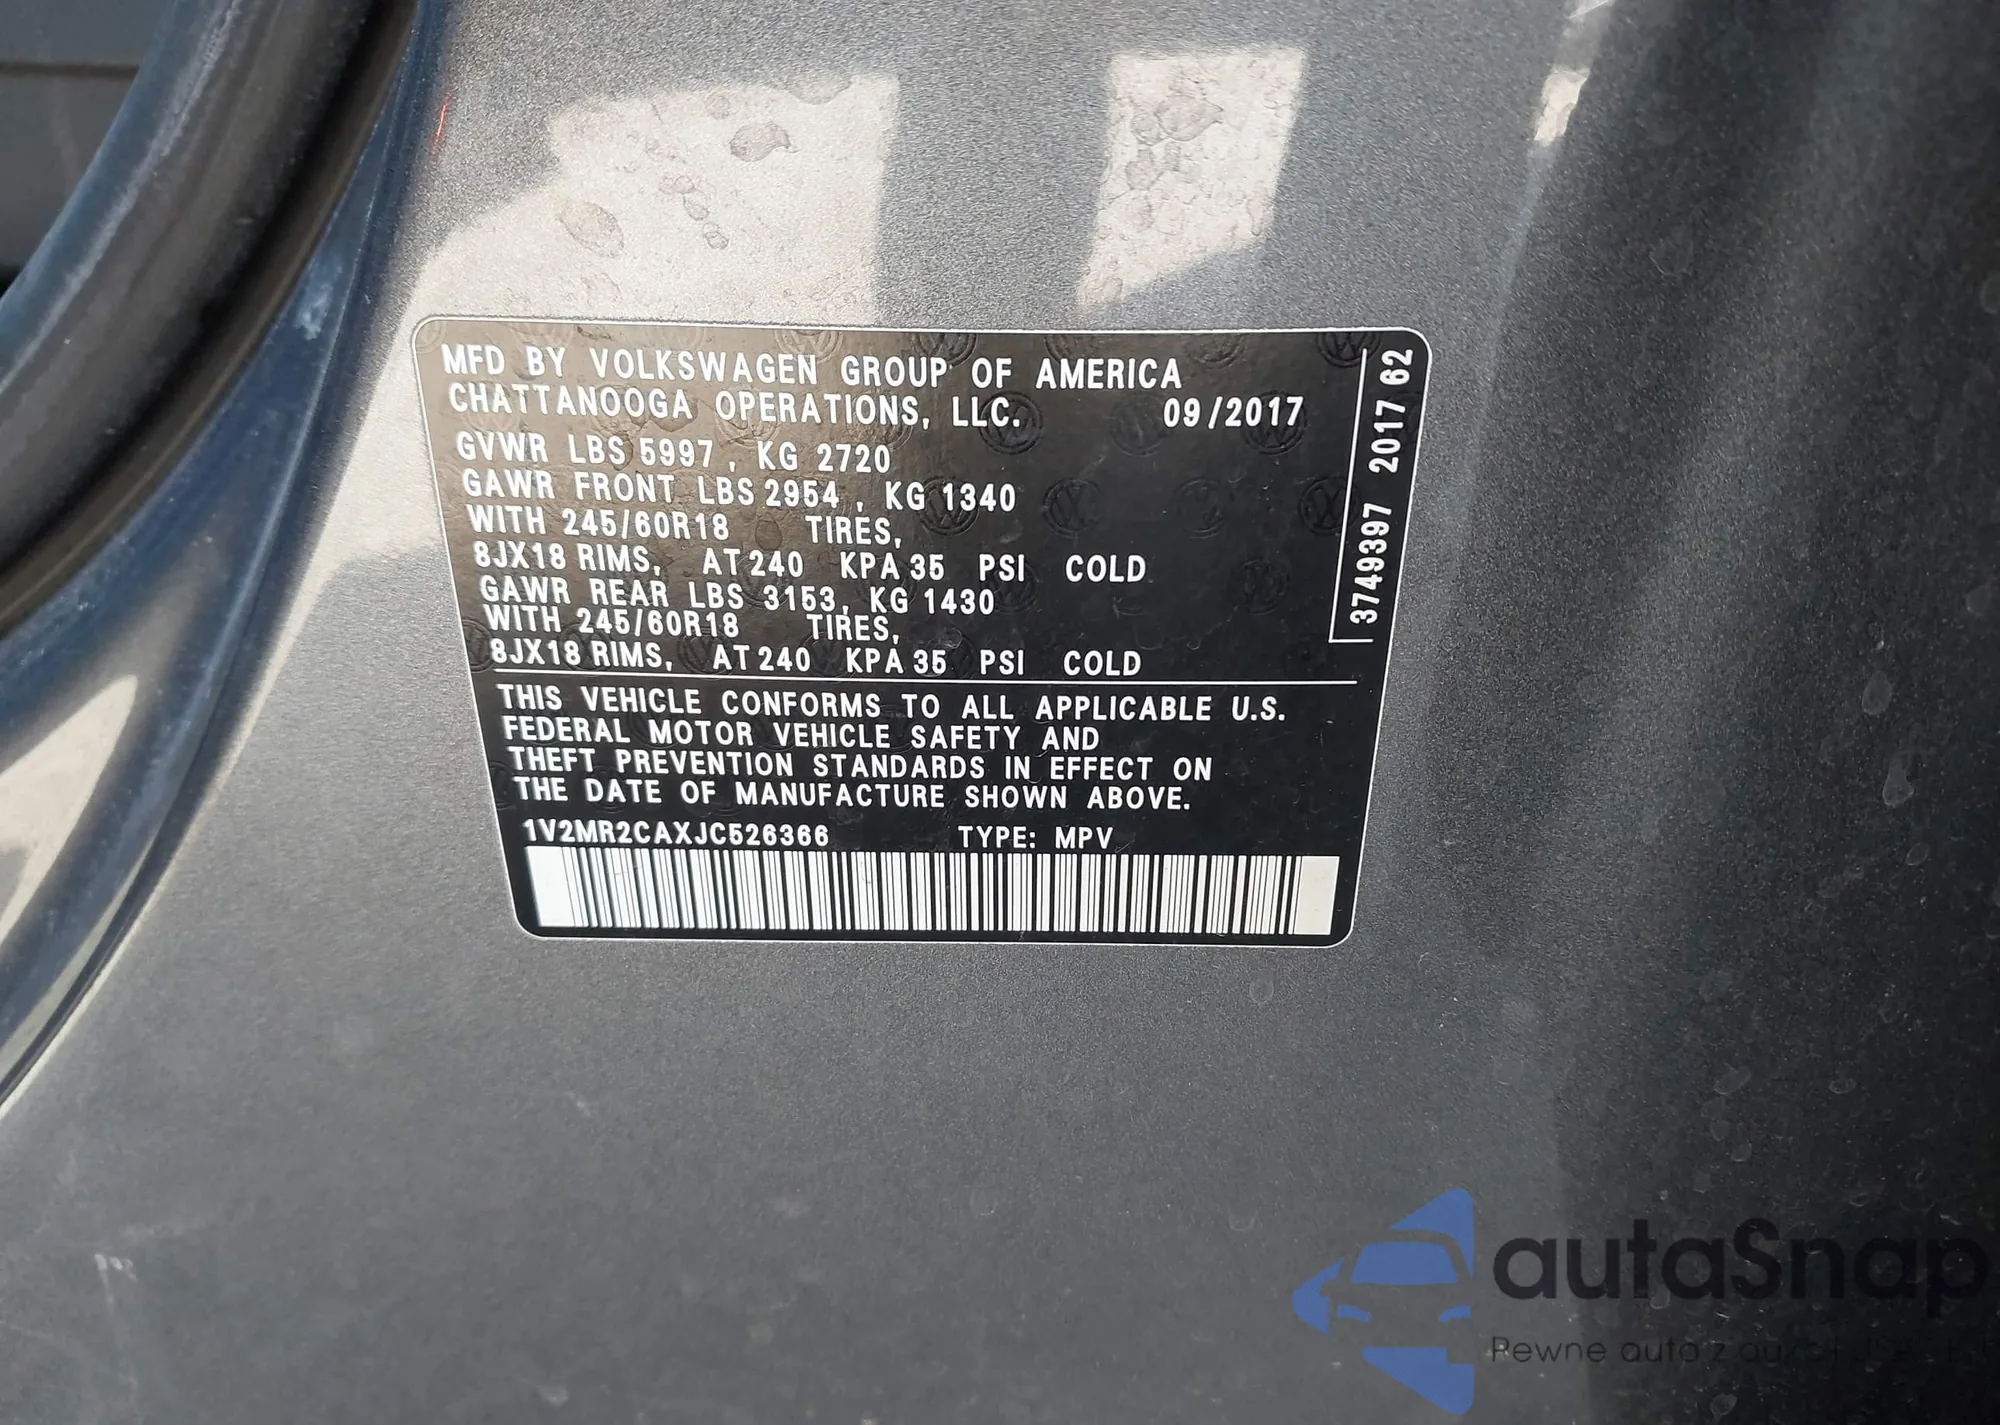 MFD BY VOLKSWAGEN GROUP OF AMERICA
CHATTANOOGA OPERATIONS, LLC. 09/2017
GVWR LBS 5997, KG 2720
GAWR FRONT LBS 2954, KG 1340
WITH 245/60R18 TIRES,
8JX18 RIMS, AT 240 KPA 35 PSI COLD
GAWR REAR LBS 3153, KG 1430
WITH 245/60R18 TIRES,
8JX18 RIMS, AT 240 KPA 35 PSI COLD
THIS VEHICLE CONFORMS TO ALL APPLICABLE U.S.
FEDERAL MOTOR VEHICLE SAFETY AND
THEFT PREVENTION STANDARDS IN EFFECT ON
THE DATE OF MANUFACTURE SHOWN ABOVE.
1V2MR2CAXJC526366 TYPE: MPV
3749397 2017 62
autaSnap
Pewne auto z